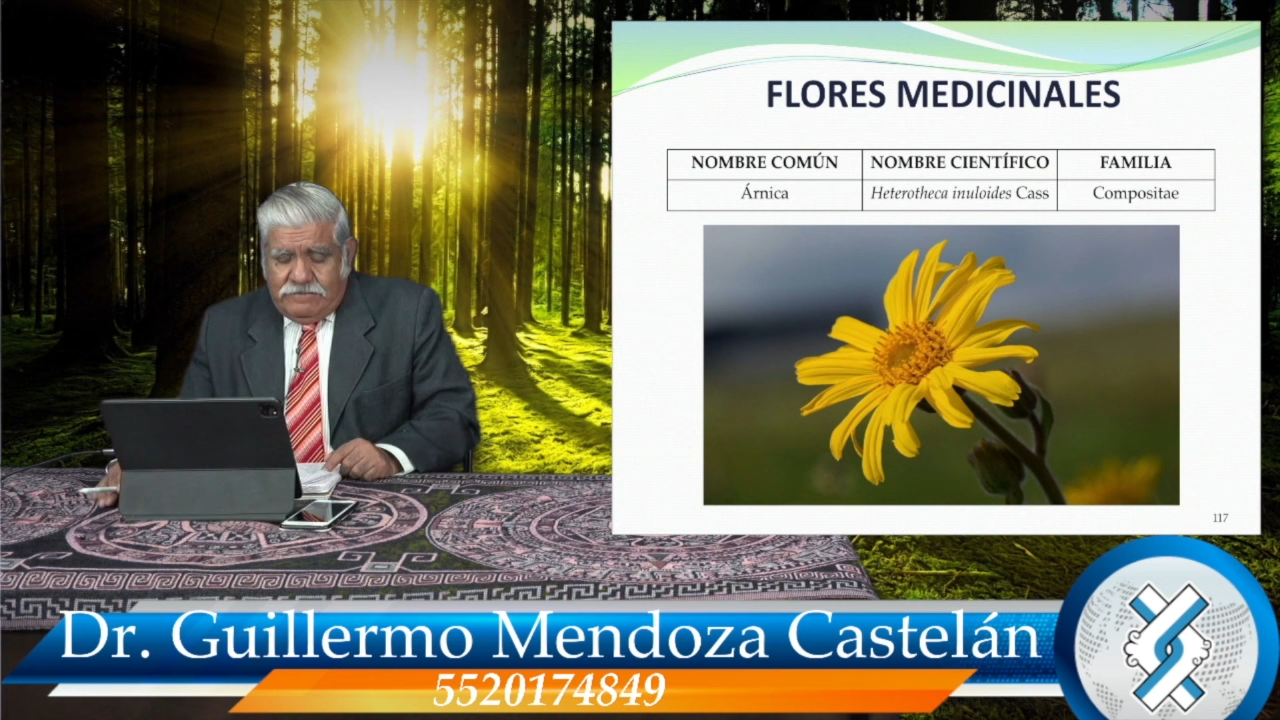 FLORES MEDICINALES
NOMBRE COMÚN NOMBRE CIENTÍFICO FAMILIA
Árnica Heterotheca inuloides Cass Compositae
117
Dr. Guillermo Mendoza Castelán
5520174849